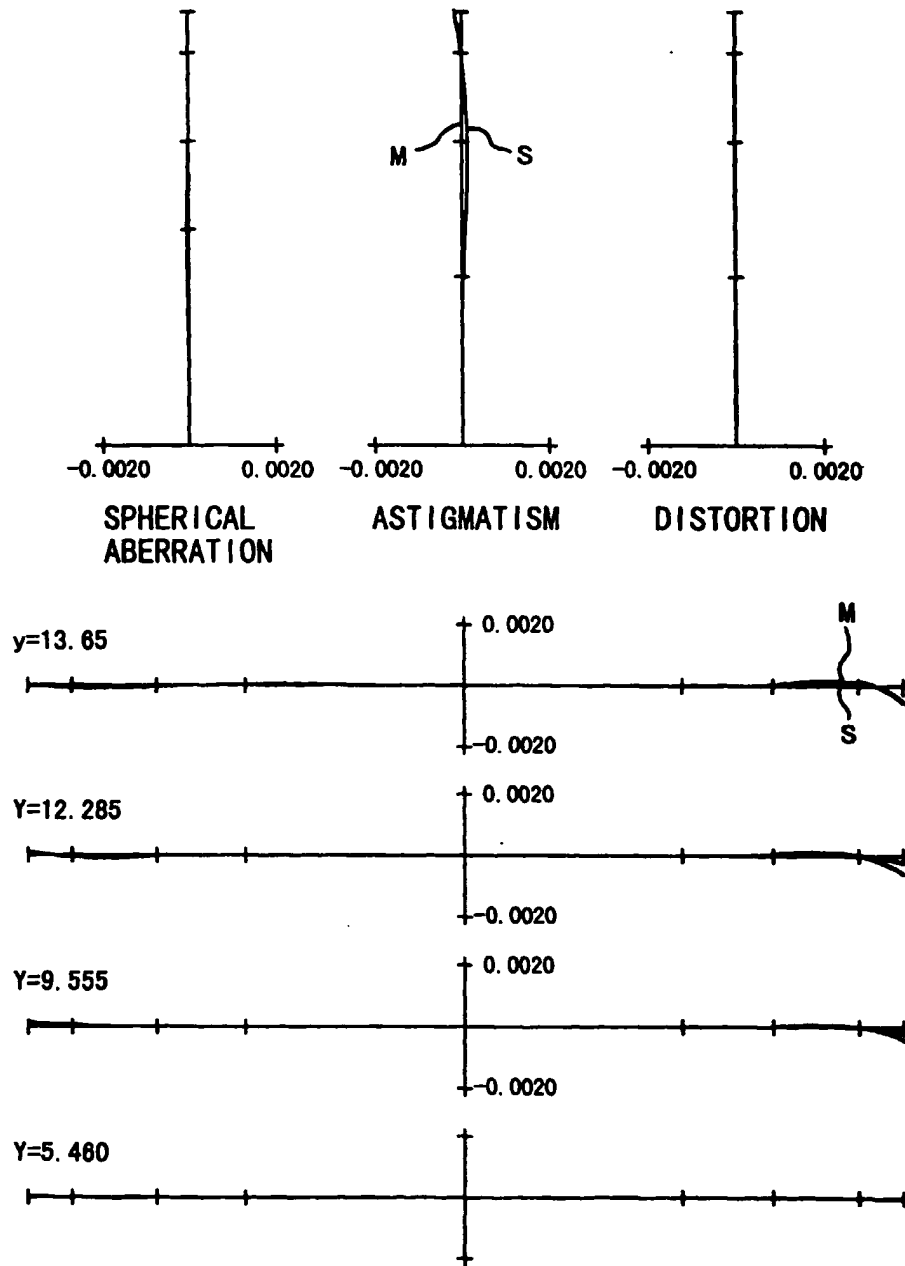 M S
-0.0020 0.0020 -0.0020 0.0020 -0.0020 0.0020
SPHERICAL ABERRATION
ASTIGMATISM
DISTORTION
y=13.65
0.0020
-0.0020
M
S
Y=12.285
0.0020
-0.0020
Y=9.555
0.0020
-0.0020
Y=5.460